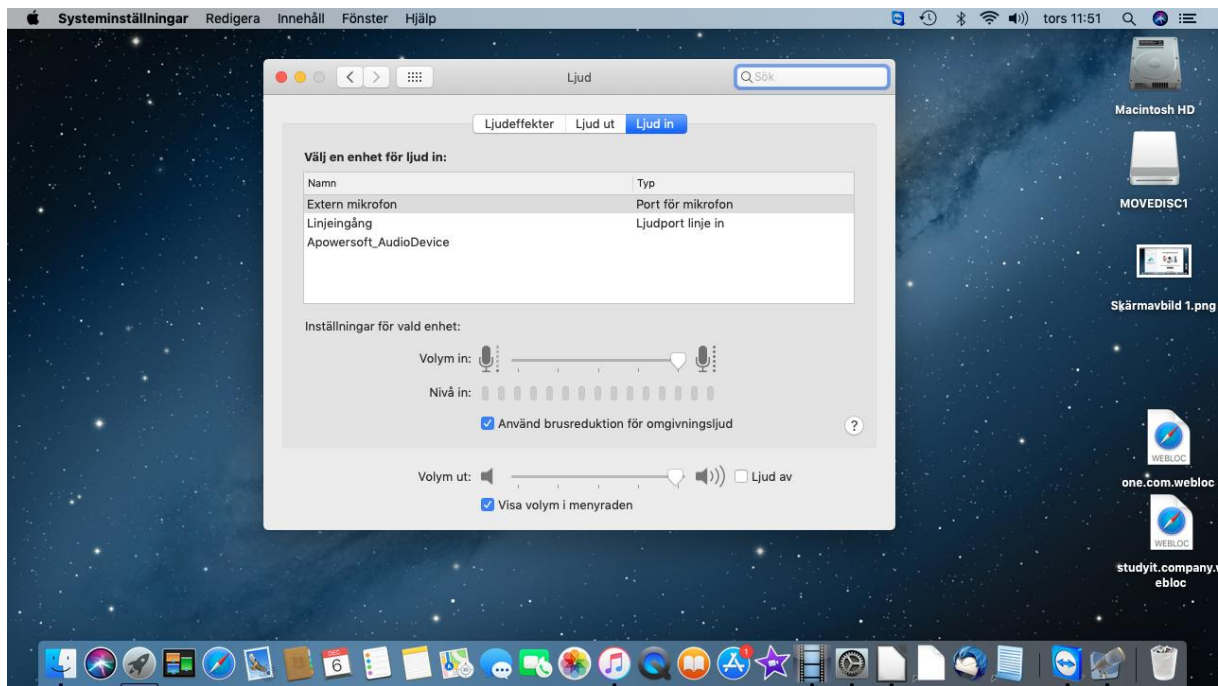 Systeminställningar Redigera Innehåll Fönster Hjälp tors 11:51
Ljud
Sök
Ljudeffekter Ljud ut Ljud in
Välj en enhet för ljud in:
Namn Typ
Extern mikrofon Port för mikrofon
Linjeingång Ljudport linje in
Apowersoft_AudioDevice
Inställningar för vald enhet:
Volym in:
Nivå in:
Använd brusreduktion för omgivningsljud ?
Volym ut: Ljud av
Visa volym i menyraden
Macintosh HD
MOVEDISC1
Skärmavbild 1.png
WEBLOC
one.com.webloc
WEBLOC
studyit.company.w
ebloc
DEC
6